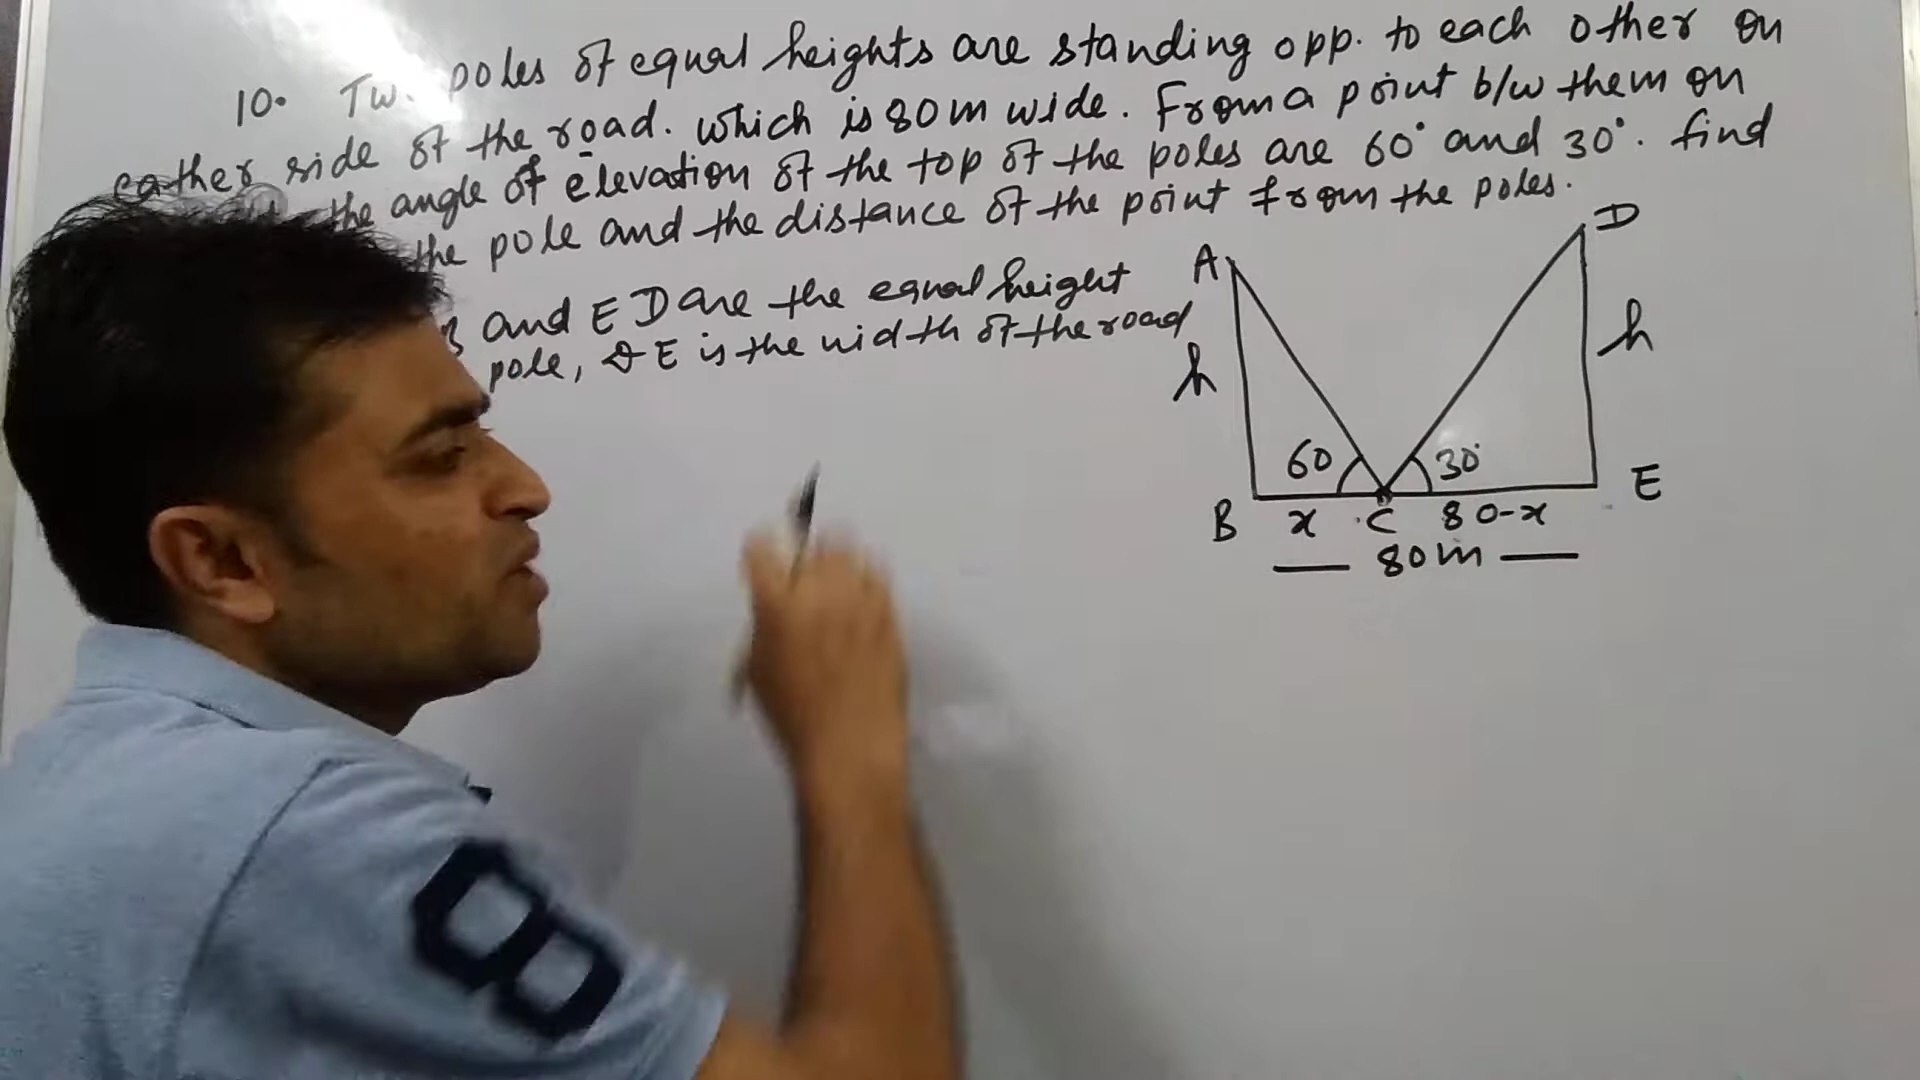 10. Tw. poles of equal heights are standing opp. to each other on
eather side of the road. which is 80m wide. From a point b/w them on
the angle of elevation of the top of the poles are 60° and 30°. find
the pole and the distance of the point from the poles.
B and ED are the equal height
pole, BE is the width of the road
A
D
h
h
60
30°
B
x
C
80-x
E
80m
8